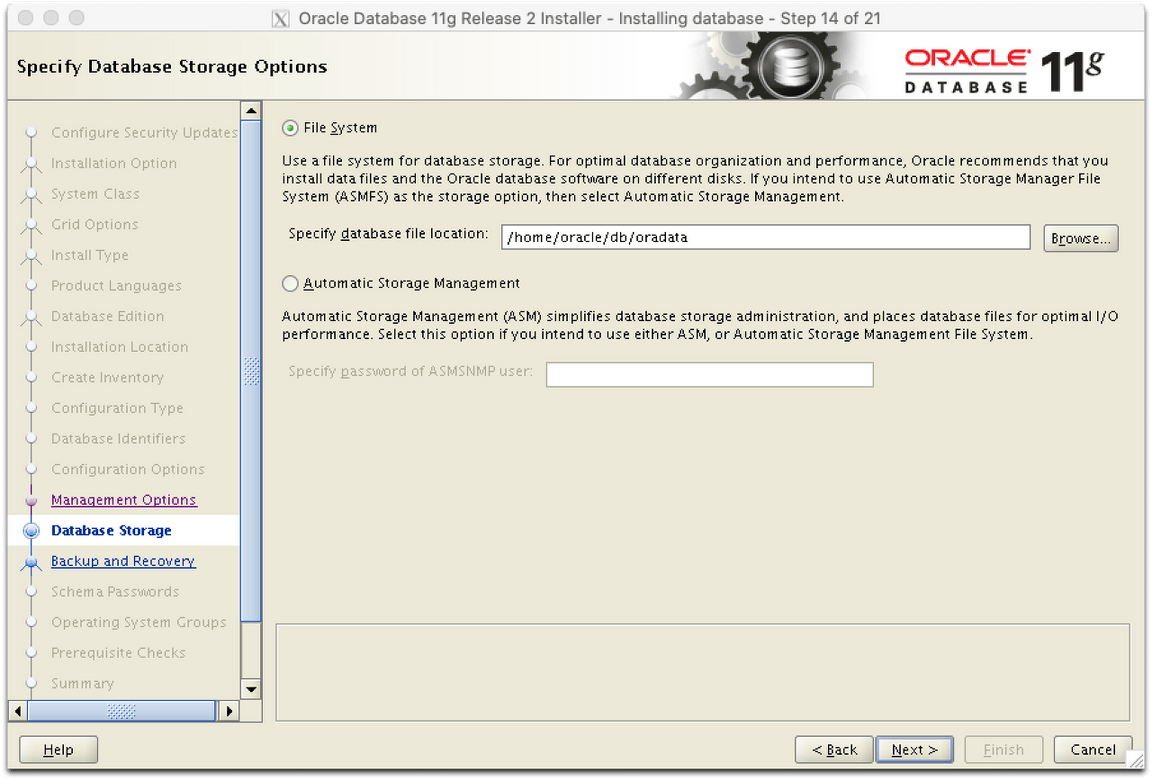 Oracle Database 11g Release 2 Installer - Installing database - Step 14 of 21
Specify Database Storage Options
ORACLE
DATABASE
11g
Configure Security Updates
Installation Option
System Class
Grid Options
Install Type
Product Languages
Database Edition
Installation Location
Create Inventory
Configuration Type
Database Identifiers
Configuration Options
Management Options
Database Storage
Backup and Recovery
Schema Passwords
Operating System Groups
Prerequisite Checks
Summary
File System
Use a file system for database storage. For optimal database organization and performance, Oracle recommends that you
install data files and the Oracle database software on different disks. If you intend to use Automatic Storage Manager File
System (ASMFS) as the storage option, then select Automatic Storage Management.
Specify database file location: /home/oracle/db/oradata Browse...
Automatic Storage Management
Automatic Storage Management (ASM) simplifies database storage administration, and places database files for optimal I/O
performance. Select this option if you intend to use either ASM, or Automatic Storage Management File System.
Specify password of ASMSNMP user:
Help < Back Next > Finish Cancel